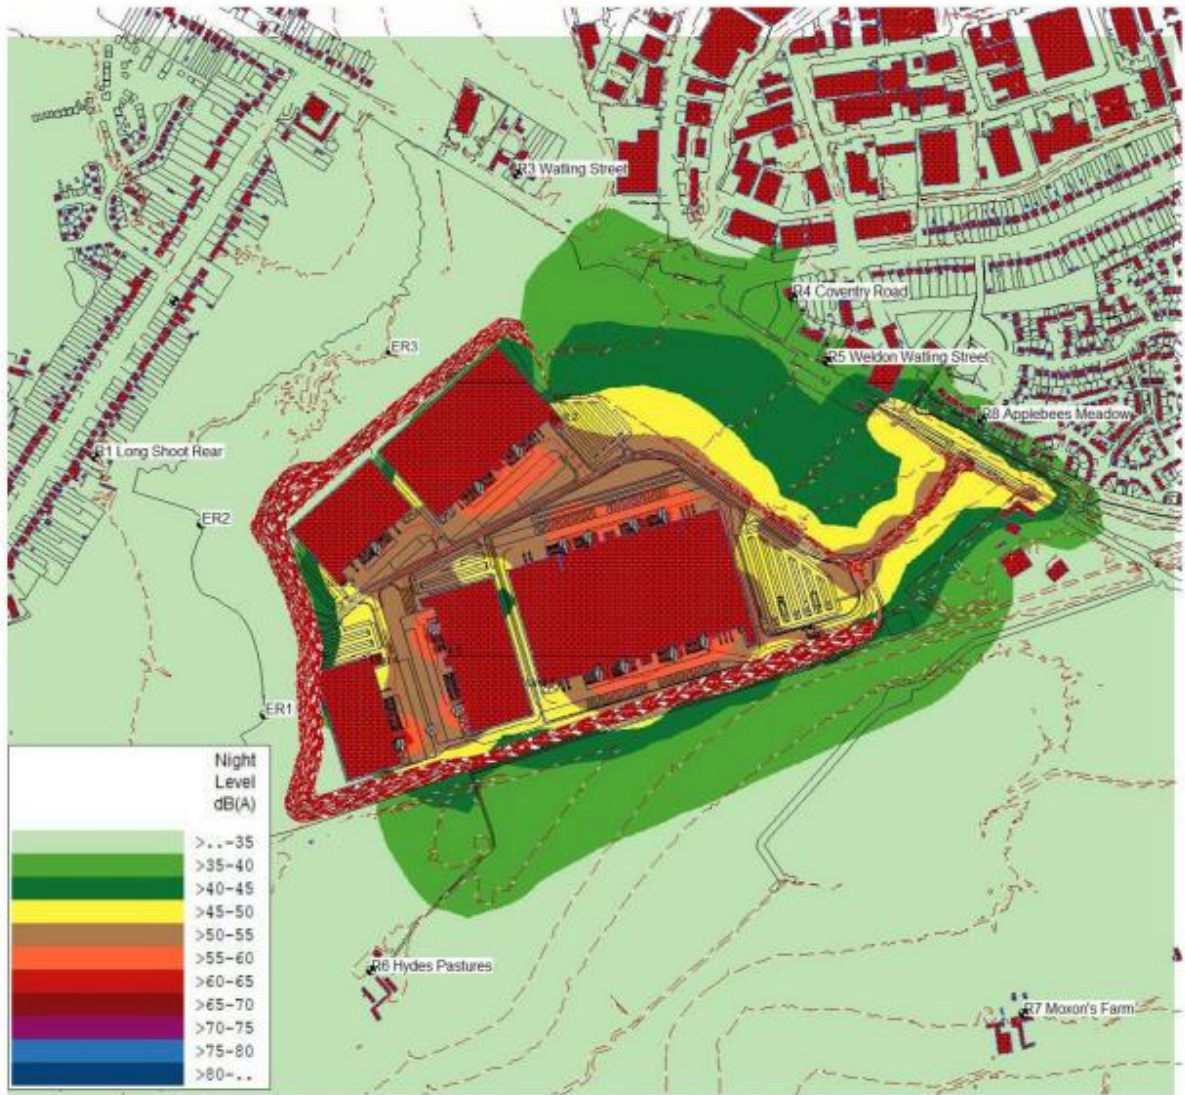 R3 Watling Street
R4 Coventry Road
ER3
R5 Weldon Watling Street
R8 Applebees Meadow
R1 Long Shoot Rear
ER2
ER1
Night
Level
dB(A)
>..-35
>35-40
>40-45
>45-50
>50-55
>55-60
>60-65
>65-70
>70-75
>75-80
>80-..
R6 Hydes Pastures
R7 Moxon's Farm